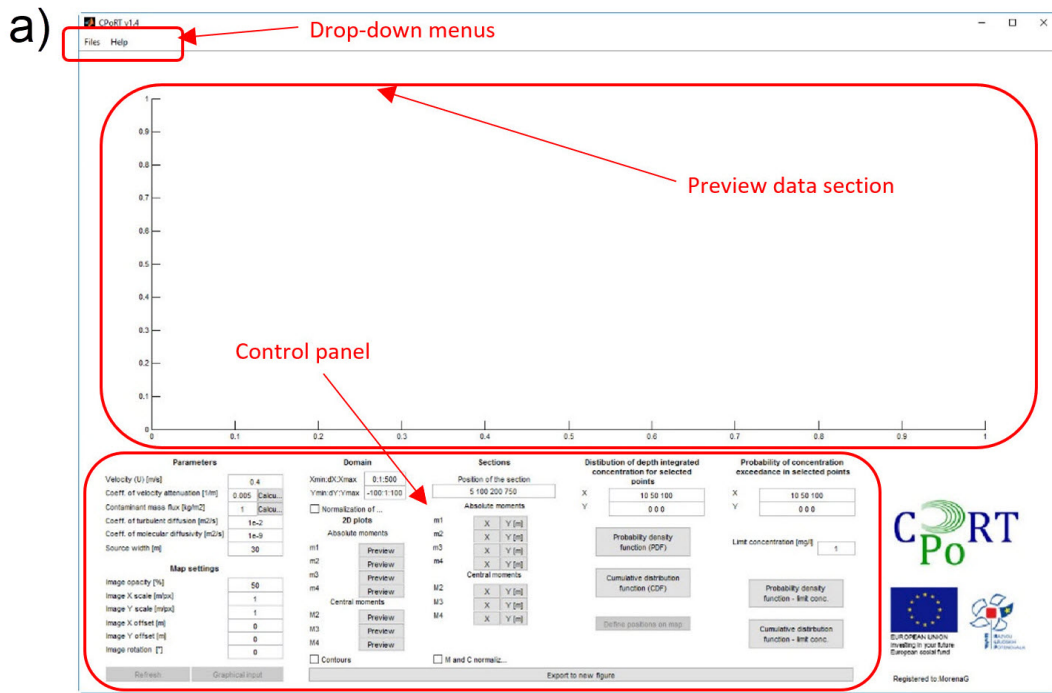 a)
CPoRT v1.4
Files Help
Drop-down menus
Preview data section
Control panel
1
0.9
0.8
0.7
0.6
0.5
0.4
0.3
0.2
0.1
0
0 0.1 0.2 0.3 0.4 0.5 0.6 0.7 0.8 0.9 1
Parameters
Velocity (U) [m/s] 0.4
Coeff. of velocity attenuation [1/m] 0.005 Calcu...
Contaminant mass flux [kg/m2] 1 Calcu...
Coeff. of turbulent diffusion [m2/s] 1e-2
Coeff. of molecular diffusivity [m2/s] 1e-9
Source width [m] 30
Map settings
Image opacity [%] 50
Image X scale [m/px] 1
Image Y scale [m/px] 1
Image X offset [m] 0
Image Y offset [m] 0
Image rotation [°] 0
Refresh Graphical input
Domain
Xmin:dX:Xmax 0:1:500
Ymin:dY:Ymax -100:1:100
Normalization of ...
2D plots
Absolute moments
m1 Preview
m2 Preview
m3 Preview
m4 Preview
Central moments
M2 Preview
M3 Preview
M4 Preview
Contours
Sections
Position of the section
5 100 200 750
Absolute moments
m1 X Y [m]
m2 X Y [m]
m3 X Y [m]
m4 X Y [m]
Central moments
M2 X Y [m]
M3 X Y [m]
M4 X Y [m]
M and C normaliz...
Distibution of depth integrated
concentration for selected
points
X 10 50 100
Y 0 0 0
Probability density
function (PDF)
Cumulative distribution
function (CDF)
Define positions on map
Probability of concentration
exceedance in selected points
X 10 50 100
Y 0 0 0
Limit concentration [mg/l] 1
Probability density
function - limit conc.
Cumulative distribution
function - limit conc.
Export to new figure
CPoRT
EUROPEAN UNION
Investing in your future
European social fund
Registered to MorenaG